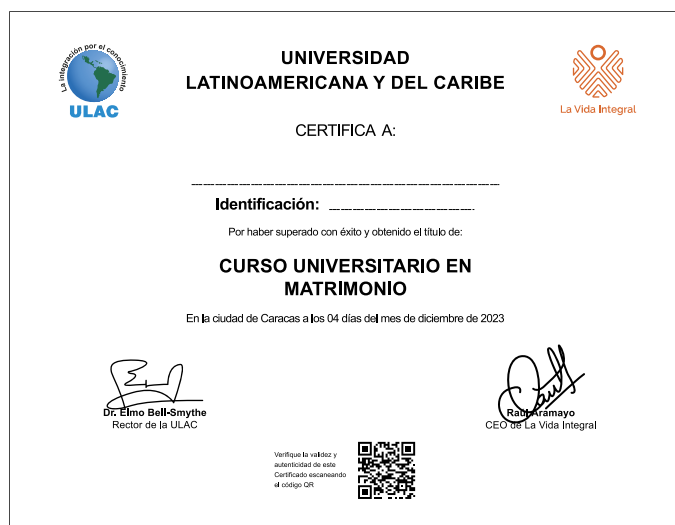 La integración por el conocimiento
ULAC
UNIVERSIDAD
LATINOAMERICANA Y DEL CARIBE
La Vida Integral
CERTIFICA A:
Identificación:
Por haber superado con éxito y obtenido el título de:
CURSO UNIVERSITARIO EN
MATRIMONIO
En la ciudad de Caracas a los 04 días del mes de diciembre de 2023
Dr. Elmo Bell-Smythe
Rector de la ULAC
Raúl Aramayo
CEO de La Vida Integral
Verifique la validez y
autenticidad de este
Certificado escaneando
el código QR